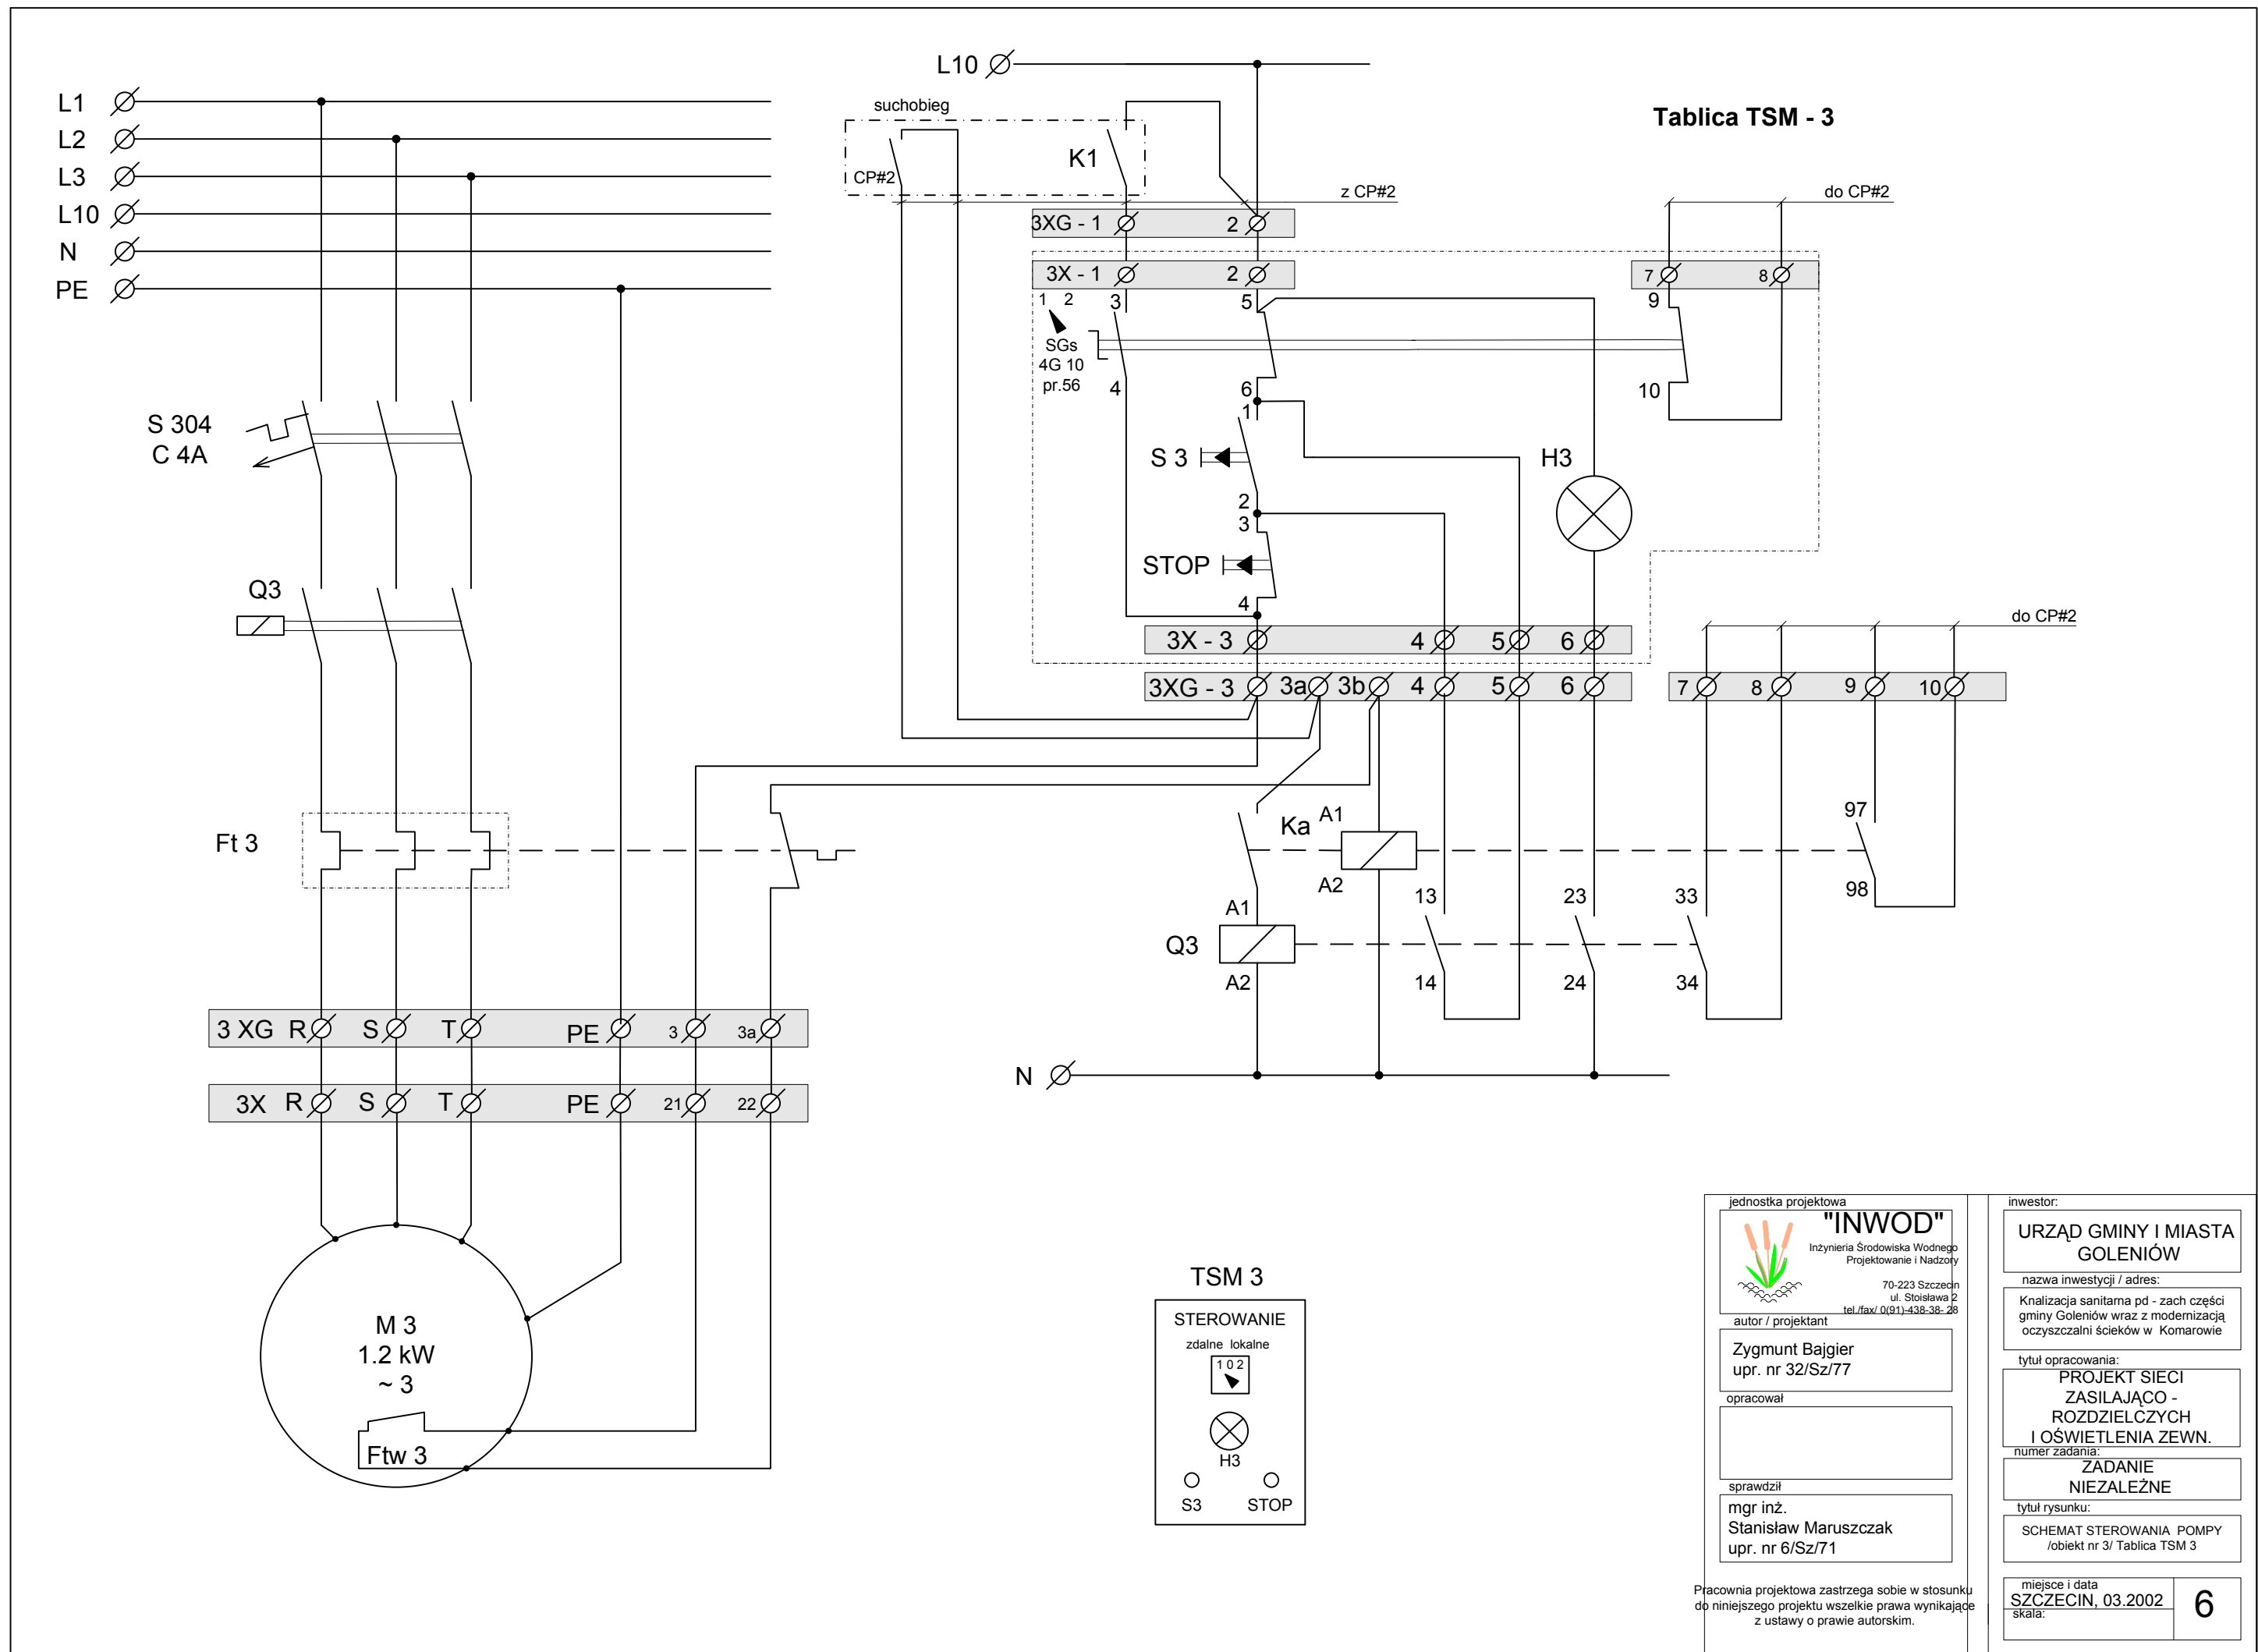 L10
L1
L2
L3
L10
N
PE
suchobieg
CP#2
K1
z CP#2
Tablica TSM - 3
do CP#2
3XG - 1
2
3X - 1
2
7
8
1 2
SGs
4G 10
pr.56
3
4
5
6
9
10
1
S 3
2
3
STOP
4
H3
S 304
C 4A
Q3
Ft 3
3X - 3
4
5
6
do CP#2
3XG - 3
3a
3b
4
5
6
7
8
9
10
Ka
A1
A2
97
98
A1
Q3
A2
13
14
23
24
33
34
N
3 XG R S T PE 3 3a
3X R S T PE 21 22
M 3
1.2 kW
~ 3
Ftw 3
TSM 3
STEROWANIE
zdalne lokalne
1 0 2
H3
S3 STOP
jednostka projektowa
"INWOD"
Inżynieria Środowiska Wodnego
Projektowanie i Nadzory
70-223 Szczecin
ul. Stoisława 2
tel./fax/ 0(91)-438-38- 28
autor / projektant
Zygmunt Bajgier
upr. nr 32/Sz/77
opracował
sprawdził
mgr inż.
Stanisław Maruszczak
upr. nr 6/Sz/71
Pracownia projektowa zastrzega sobie w stosunku
do niniejszego projektu wszelkie prawa wynikające
z ustawy o prawie autorskim.
inwestor:
URZĄD GMINY I MIASTA
GOLENIÓW
nazwa inwestycji / adres:
Knalizacja sanitarna pd - zach części
gminy Goleniów wraz z modernizacją
oczyszczalni ścieków w Komarowie
tytuł opracowania:
PROJEKT SIECI
ZASILAJĄCO -
ROZDZIELCZYCH
I OŚWIETLENIA ZEWN.
numer zadania:
ZADANIE
NIEZALEŻNE
tytuł rysunku:
SCHEMAT STEROWANIA POMPY
/obiekt nr 3/ Tablica TSM 3
miejsce i data
SZCZECIN, 03.2002
skala:
6